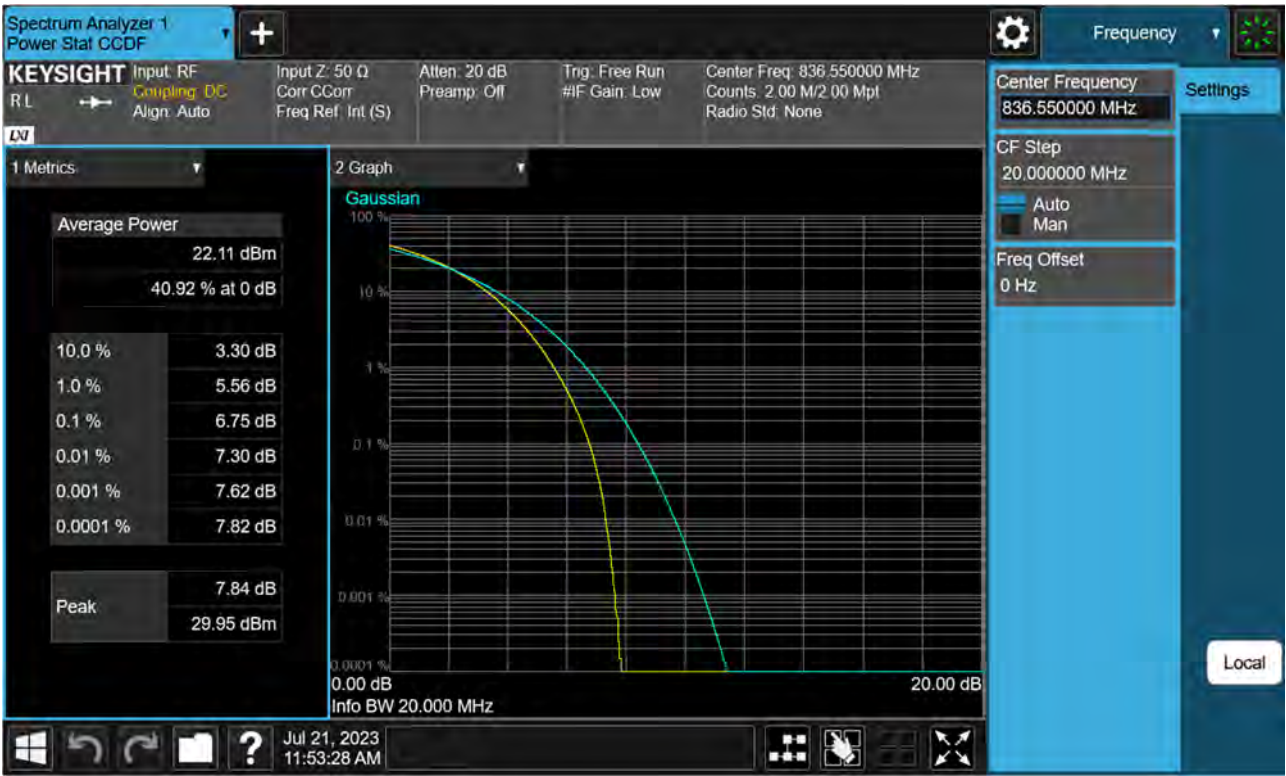 Spectrum Analyzer 1
Power Stat CCDF
Frequency
KEYSIGHT
RL
LXI
Input: RF
Coupling: DC
Align: Auto
Input Z: 50 Ω
Corr CCorr
Freq Ref: Int (S)
Atten: 20 dB
Preamp: Off
Trig: Free Run
#IF Gain: Low
Center Freq: 836.550000 MHz
Counts: 2.00 M/2.00 Mpt
Radio Std: None
Center Frequency
836.550000 MHz
Settings
CF Step
20.000000 MHz
Auto
Man
Freq Offset
0 Hz
1 Metrics
Average Power
22.11 dBm
40.92 % at 0 dB
10.0 % 3.30 dB
1.0 % 5.56 dB
0.1 % 6.75 dB
0.01 % 7.30 dB
0.001 % 7.62 dB
0.0001 % 7.82 dB
Peak
7.84 dB
29.95 dBm
2 Graph
Gaussian
100 %
10 %
1 %
0.1 %
0.01 %
0.001 %
0.0001 %
0.00 dB 20.00 dB
Info BW 20.000 MHz
Local
?
Jul 21, 2023
11:53:28 AM